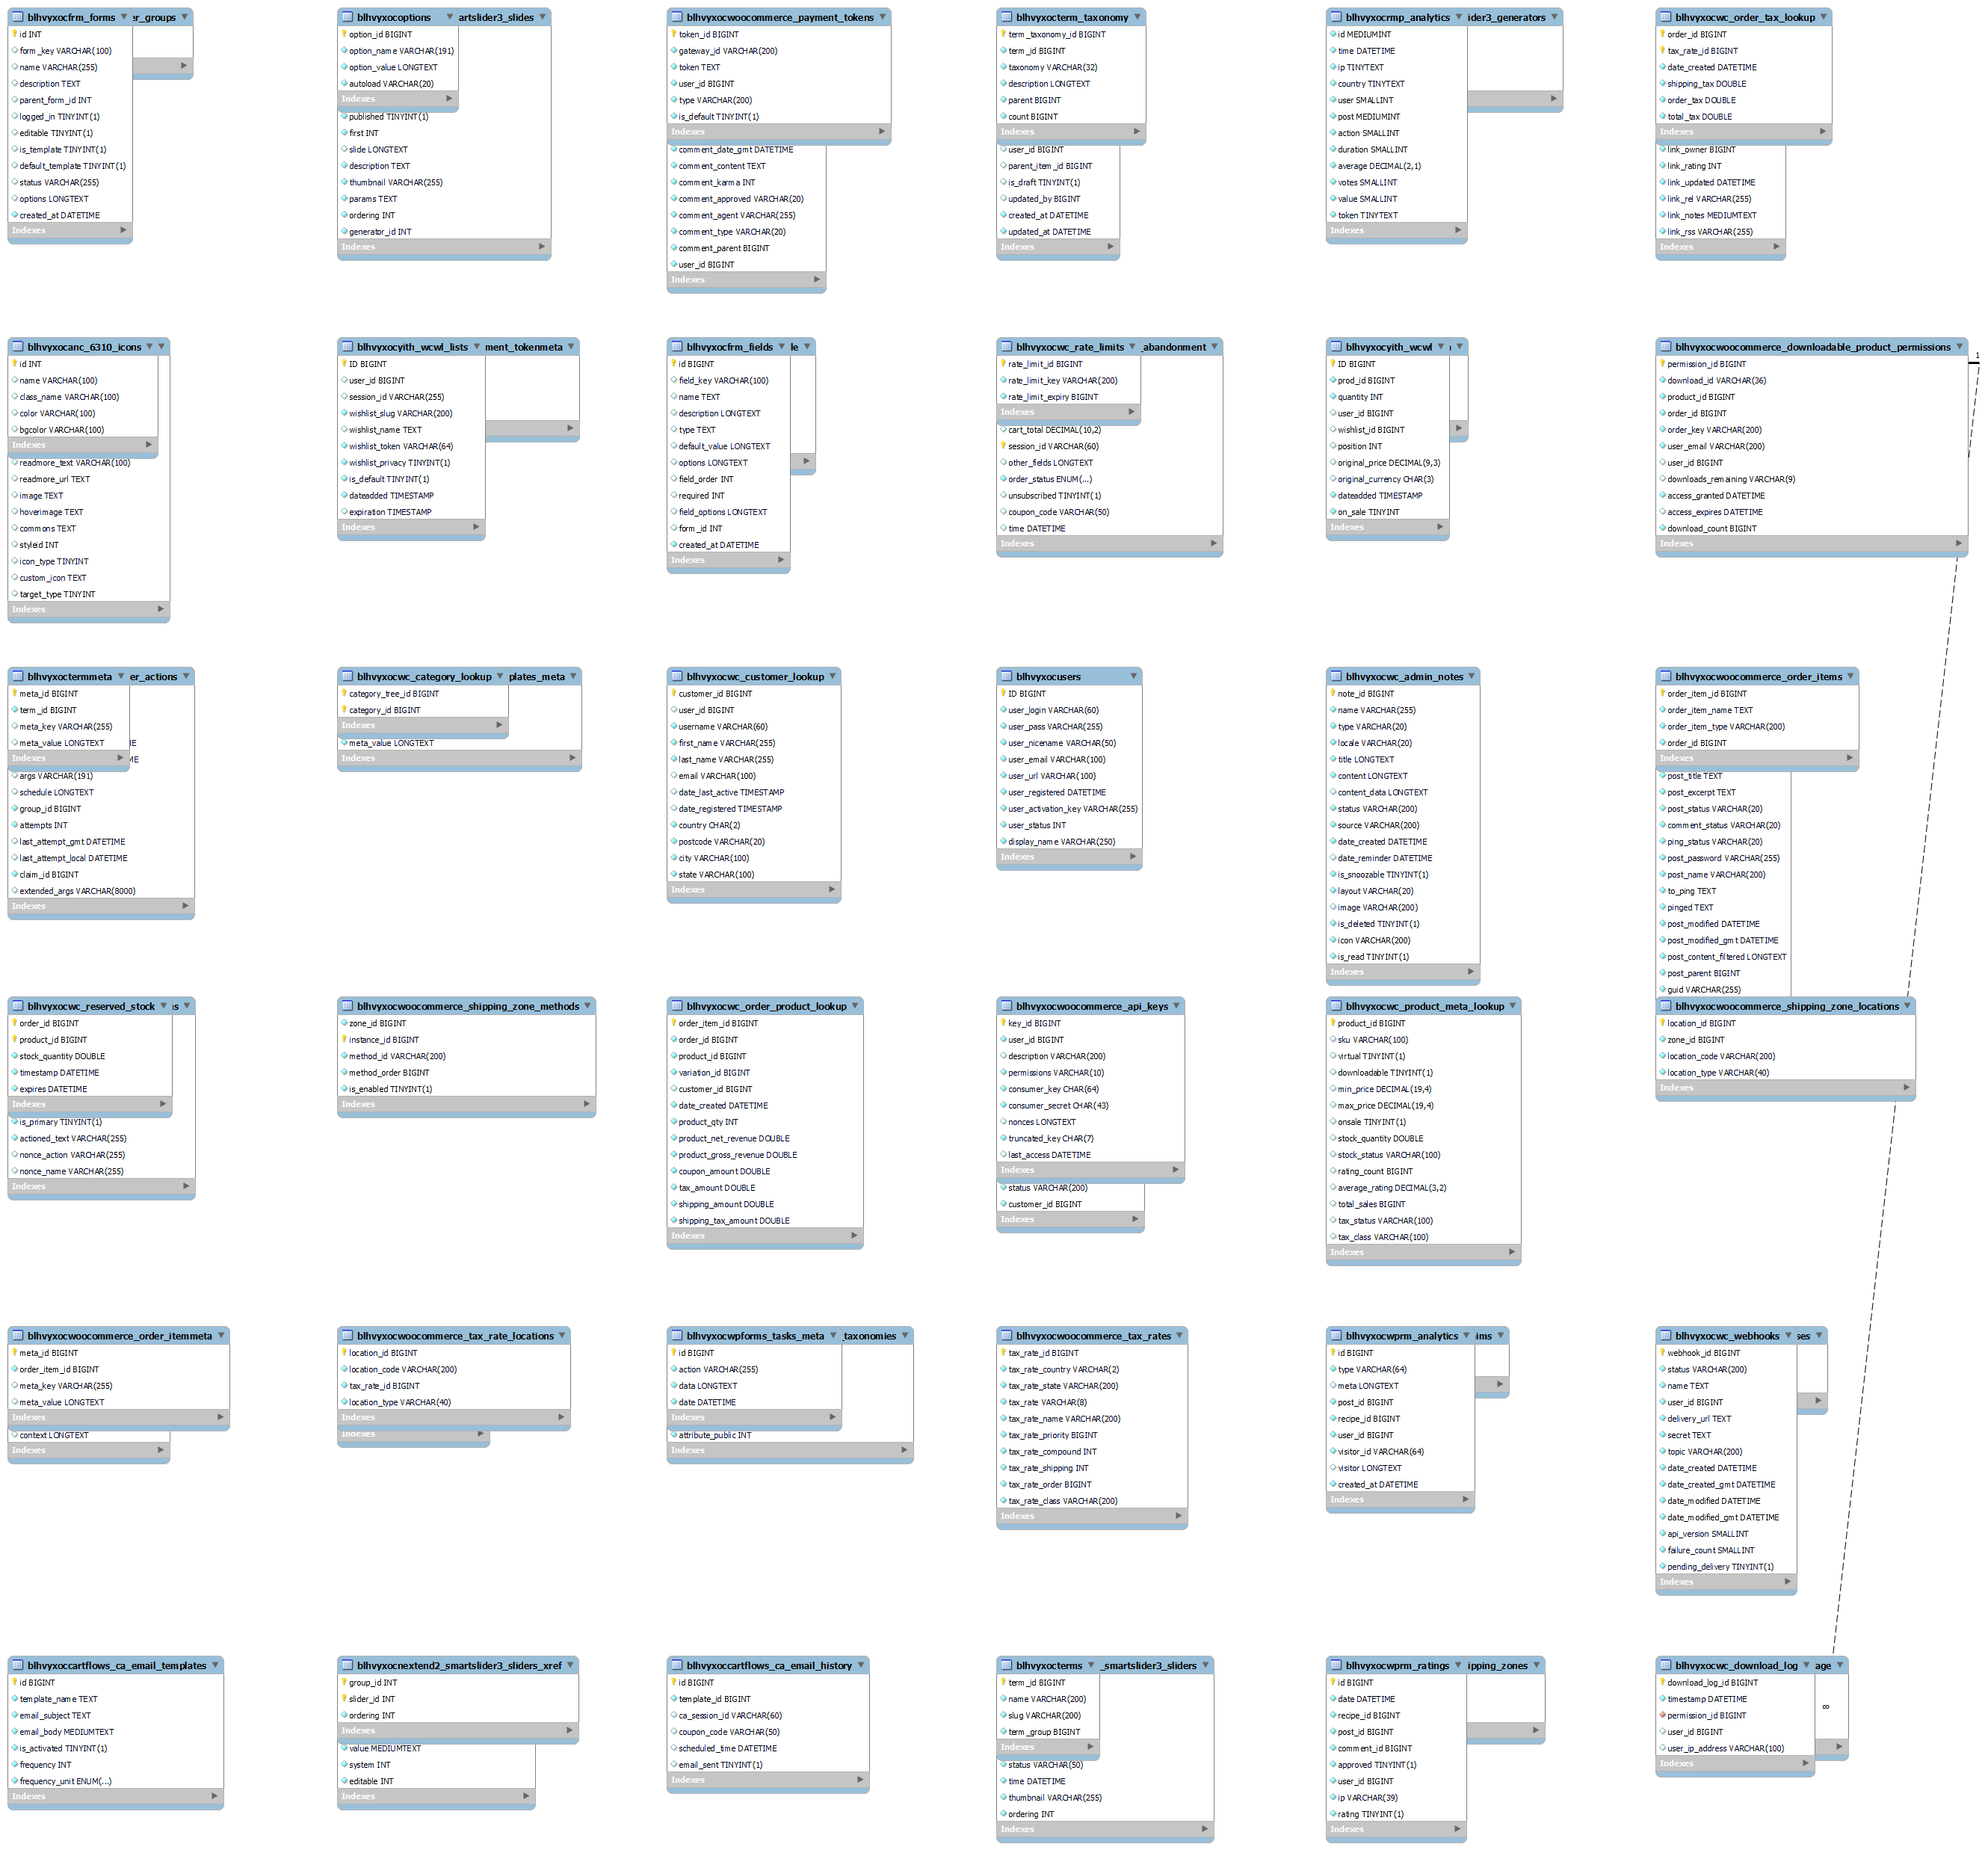 blhvyxocfrm_forms
er_groups
id INT
form_key VARCHAR(100)
name VARCHAR(255)
description TEXT
parent_form_id INT
logged_in TINYINT(1)
editable TINYINT(1)
is_template TINYINT(1)
default_template TINYINT(1)
status VARCHAR(255)
options LONGTEXT
created_at DATETIME
Indexes
blhvyxocoptions
artslider3_slides
option_id BIGINT
option_name VARCHAR(191)
option_value LONGTEXT
autoload VARCHAR(20)
Indexes
published TINYINT(1)
first INT
slide LONGTEXT
description TEXT
thumbnail VARCHAR(255)
params TEXT
ordering INT
generator_id INT
Indexes
blhvyxocwoocommerce_payment_tokens
token_id BIGINT
gateway_id VARCHAR(200)
token TEXT
user_id BIGINT
type VARCHAR(200)
is_default TINYINT(1)
Indexes
comment_date_gmt DATETIME
comment_content TEXT
comment_karma INT
comment_approved VARCHAR(20)
comment_agent VARCHAR(255)
comment_type VARCHAR(20)
comment_parent BIGINT
user_id BIGINT
Indexes
blhvyxocterm_taxonomy
term_taxonomy_id BIGINT
term_id BIGINT
taxonomy VARCHAR(32)
description LONGTEXT
parent BIGINT
count BIGINT
Indexes
user_id BIGINT
parent_item_id BIGINT
is_draft TINYINT(1)
updated_by BIGINT
created_at DATETIME
updated_at DATETIME
Indexes
blhvyxocrmp_analytics
ider3_generators
id MEDIUMINT
time DATETIME
ip TINYTEXT
country TINYTEXT
user SMALLINT
post MEDIUMINT
action SMALLINT
duration SMALLINT
average DECIMAL(2,1)
votes SMALLINT
value SMALLINT
token TINYTEXT
Indexes
blhvyxocwc_order_tax_lookup
order_id BIGINT
tax_rate_id BIGINT
date_created DATETIME
shipping_tax DOUBLE
order_tax DOUBLE
total_tax DOUBLE
Indexes
link_owner BIGINT
link_rating INT
link_updated DATETIME
link_rel VARCHAR(255)
link_notes MEDIUMTEXT
link_rss VARCHAR(255)
Indexes
blhvyxocanc_6310_icons
id INT
name VARCHAR(100)
class_name VARCHAR(100)
color VARCHAR(100)
bgcolor VARCHAR(100)
Indexes
readmore_text VARCHAR(100)
readmore_url TEXT
image TEXT
hoverimage TEXT
commons TEXT
styleid INT
icon_type TINYINT
custom_icon TEXT
target_type TINYINT
Indexes
blhvyxocyith_wcwl_lists
ment_tokenmeta
ID BIGINT
user_id BIGINT
session_id VARCHAR(255)
wishlist_slug VARCHAR(200)
wishlist_name TEXT
wishlist_token VARCHAR(64)
wishlist_privacy TINYINT(1)
is_default TINYINT(1)
dateadded TIMESTAMP
expiration TIMESTAMP
Indexes
blhvyxocfrm_fields
le
id BIGINT
field_key VARCHAR(100)
name TEXT
description LONGTEXT
type TEXT
default_value LONGTEXT
options LONGTEXT
field_order INT
required INT
field_options LONGTEXT
form_id INT
created_at DATETIME
Indexes
blhvyxocwc_rate_limits
_abandonment
rate_limit_id BIGINT
rate_limit_key VARCHAR(200)
rate_limit_expiry BIGINT
Indexes
cart_total DECIMAL(10,2)
session_id VARCHAR(60)
other_fields LONGTEXT
order_status ENUM(...)
unsubscribed TINYINT(1)
coupon_code VARCHAR(50)
time DATETIME
Indexes
blhvyxocyith_wcwl
ID BIGINT
prod_id BIGINT
quantity INT
user_id BIGINT
wishlist_id BIGINT
position INT
original_price DECIMAL(9,3)
original_currency CHAR(3)
dateadded TIMESTAMP
on_sale TINYINT
Indexes
blhvyxocwoocommerce_downloadable_product_permissions
1
permission_id BIGINT
download_id VARCHAR(36)
product_id BIGINT
order_id BIGINT
order_key VARCHAR(200)
user_email VARCHAR(200)
user_id BIGINT
downloads_remaining VARCHAR(9)
access_granted DATETIME
access_expires DATETIME
download_count BIGINT
Indexes
blhvyxoctermmeta
er_actions
meta_id BIGINT
term_id BIGINT
meta_key VARCHAR(255)
meta_value LONGTEXT
ME
Indexes
ME
args VARCHAR(191)
schedule LONGTEXT
group_id BIGINT
attempts INT
last_attempt_gmt DATETIME
last_attempt_local DATETIME
claim_id BIGINT
extended_args VARCHAR(8000)
Indexes
blhvyxocwc_category_lookup
plates_meta
category_tree_id BIGINT
category_id BIGINT
Indexes
meta_value LONGTEXT
Indexes
blhvyxocwc_customer_lookup
customer_id BIGINT
user_id BIGINT
username VARCHAR(60)
first_name VARCHAR(255)
last_name VARCHAR(255)
email VARCHAR(100)
date_last_active TIMESTAMP
date_registered TIMESTAMP
country CHAR(2)
postcode VARCHAR(20)
city VARCHAR(100)
state VARCHAR(100)
Indexes
blhvyxocusers
ID BIGINT
user_login VARCHAR(60)
user_pass VARCHAR(255)
user_nicename VARCHAR(50)
user_email VARCHAR(100)
user_url VARCHAR(100)
user_registered DATETIME
user_activation_key VARCHAR(255)
user_status INT
display_name VARCHAR(250)
Indexes
blhvyxocwc_admin_notes
note_id BIGINT
name VARCHAR(255)
type VARCHAR(20)
locale VARCHAR(20)
title LONGTEXT
content LONGTEXT
content_data LONGTEXT
status VARCHAR(200)
source VARCHAR(200)
date_created DATETIME
date_reminder DATETIME
is_snoozable TINYINT(1)
layout VARCHAR(20)
image VARCHAR(200)
is_deleted TINYINT(1)
icon VARCHAR(200)
is_read TINYINT(1)
Indexes
blhvyxocwoocommerce_order_items
order_item_id BIGINT
order_item_name TEXT
order_item_type VARCHAR(200)
order_id BIGINT
Indexes
post_title TEXT
post_excerpt TEXT
post_status VARCHAR(20)
comment_status VARCHAR(20)
ping_status VARCHAR(20)
post_password VARCHAR(255)
post_name VARCHAR(200)
to_ping TEXT
pinged TEXT
post_modified DATETIME
post_modified_gmt DATETIME
post_content_filtered LONGTEXT
post_parent BIGINT
guid VARCHAR(255)
blhvyxocwc_reserved_stock
s
order_id BIGINT
product_id BIGINT
stock_quantity DOUBLE
timestamp DATETIME
expires DATETIME
Indexes
is_primary TINYINT(1)
actioned_text VARCHAR(255)
nonce_action VARCHAR(255)
nonce_name VARCHAR(255)
Indexes
blhvyxocwoocommerce_shipping_zone_methods
zone_id BIGINT
instance_id BIGINT
method_id VARCHAR(200)
method_order BIGINT
is_enabled TINYINT(1)
Indexes
blhvyxocwc_order_product_lookup
order_item_id BIGINT
order_id BIGINT
product_id BIGINT
variation_id BIGINT
customer_id BIGINT
date_created DATETIME
product_qty INT
product_net_revenue DOUBLE
product_gross_revenue DOUBLE
coupon_amount DOUBLE
tax_amount DOUBLE
shipping_amount DOUBLE
shipping_tax_amount DOUBLE
Indexes
blhvyxocwoocommerce_api_keys
key_id BIGINT
user_id BIGINT
description VARCHAR(200)
permissions VARCHAR(10)
consumer_key CHAR(64)
consumer_secret CHAR(43)
nonces LONGTEXT
truncated_key CHAR(7)
last_access DATETIME
Indexes
status VARCHAR(200)
customer_id BIGINT
Indexes
blhvyxocwc_product_meta_lookup
product_id BIGINT
sku VARCHAR(100)
virtual TINYINT(1)
downloadable TINYINT(1)
min_price DECIMAL(19,4)
max_price DECIMAL(19,4)
onsale TINYINT(1)
stock_quantity DOUBLE
stock_status VARCHAR(100)
rating_count BIGINT
average_rating DECIMAL(3,2)
total_sales BIGINT
tax_status VARCHAR(100)
tax_class VARCHAR(100)
Indexes
blhvyxocwoocommerce_shipping_zone_locations
location_id BIGINT
zone_id BIGINT
location_code VARCHAR(200)
location_type VARCHAR(40)
Indexes
blhvyxocwoocommerce_order_itemmeta
meta_id BIGINT
order_item_id BIGINT
meta_key VARCHAR(255)
meta_value LONGTEXT
Indexes
context LONGTEXT
Indexes
blhvyxocwoocommerce_tax_rate_locations
location_id BIGINT
location_code VARCHAR(200)
tax_rate_id BIGINT
location_type VARCHAR(40)
Indexes
Indexes
blhvyxocwpforms_tasks_meta
_taxonomies
id BIGINT
action VARCHAR(255)
data LONGTEXT
date DATETIME
Indexes
attribute_public INT
Indexes
blhvyxocwoocommerce_tax_rates
tax_rate_id BIGINT
tax_rate_country VARCHAR(2)
tax_rate_state VARCHAR(200)
tax_rate VARCHAR(8)
tax_rate_name VARCHAR(200)
tax_rate_priority BIGINT
tax_rate_compound INT
tax_rate_shipping INT
tax_rate_order BIGINT
tax_rate_class VARCHAR(200)
Indexes
blhvyxocwprm_analytics
ims
id BIGINT
type VARCHAR(64)
meta LONGTEXT
post_id BIGINT
recipe_id BIGINT
user_id BIGINT
visitor_id VARCHAR(64)
visitor LONGTEXT
created_at DATETIME
Indexes
blhvyxocwc_webhooks
ses
webhook_id BIGINT
status VARCHAR(200)
name TEXT
user_id BIGINT
delivery_url TEXT
secret TEXT
topic VARCHAR(200)
date_created DATETIME
date_created_gmt DATETIME
date_modified DATETIME
date_modified_gmt DATETIME
api_version SMALLINT
failure_count SMALLINT
pending_delivery TINYINT(1)
Indexes
blhvyxoccartflows_ca_email_templates
id BIGINT
template_name TEXT
email_subject TEXT
email_body MEDIUMTEXT
is_activated TINYINT(1)
frequency INT
frequency_unit ENUM(...)
Indexes
blhvyxocnextend2_smartslider3_sliders_xref
group_id INT
slider_id INT
ordering INT
Indexes
value MEDIUMTEXT
system INT
editable INT
Indexes
blhvyxoccartflows_ca_email_history
id BIGINT
template_id BIGINT
ca_session_id VARCHAR(60)
coupon_code VARCHAR(50)
scheduled_time DATETIME
email_sent TINYINT(1)
Indexes
blhvyxocterms
_smartslider3_sliders
term_id BIGINT
name VARCHAR(200)
slug VARCHAR(200)
term_group BIGINT
Indexes
status VARCHAR(50)
time DATETIME
thumbnail VARCHAR(255)
ordering INT
Indexes
blhvyxocwprm_ratings
ipping_zones
id BIGINT
date DATETIME
recipe_id BIGINT
post_id BIGINT
comment_id BIGINT
approved TINYINT(1)
user_id BIGINT
ip VARCHAR(39)
rating TINYINT(1)
Indexes
blhvyxocwc_download_log
age
download_log_id BIGINT
timestamp DATETIME
permission_id BIGINT
∞
user_id BIGINT
user_ip_address VARCHAR(100)
Indexes